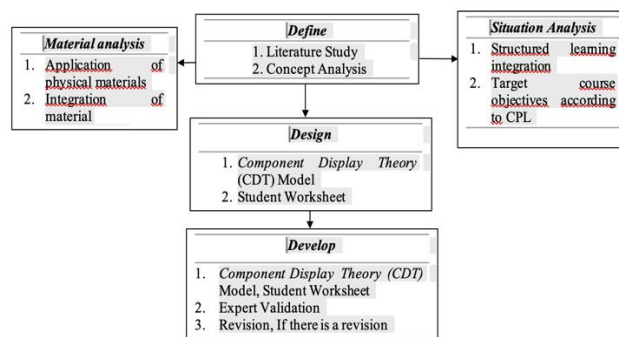 Material analysis
1. Application of
physical materials
2. Integration of
material
Define
1. Literature Study
2. Concept Analysis
Situation Analysis
1. Structured learning
integration
2. Target course
objectives according
to CPL
Design
1. Component Display Theory
(CDT) Model
2. Student Worksheet
Develop
1. Component Display Theory (CDT)
Model, Student Worksheet
2. Expert Validation
3. Revision, If there is a revision